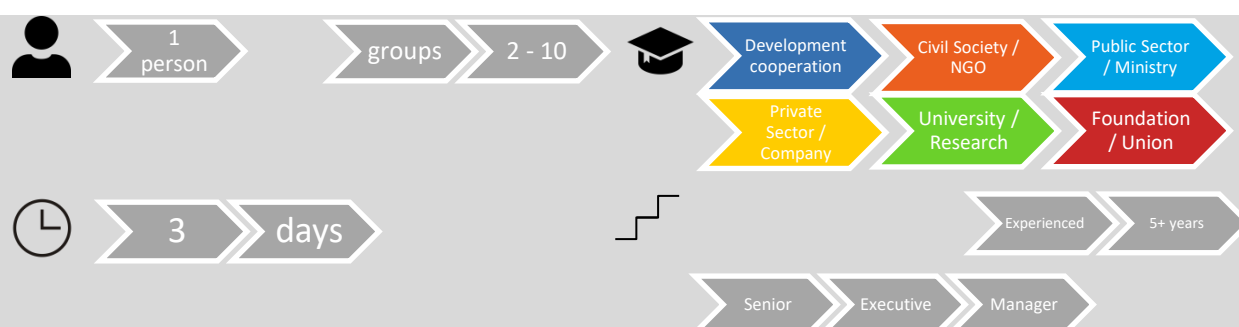 1
person
groups
2 - 10
Development
cooperation
Civil Society /
NGO
Public Sector
/ Ministry
Private
Sector /
Company
University /
Research
Foundation
/ Union
3
days
Experienced
5+ years
Senior
Executive
Manager